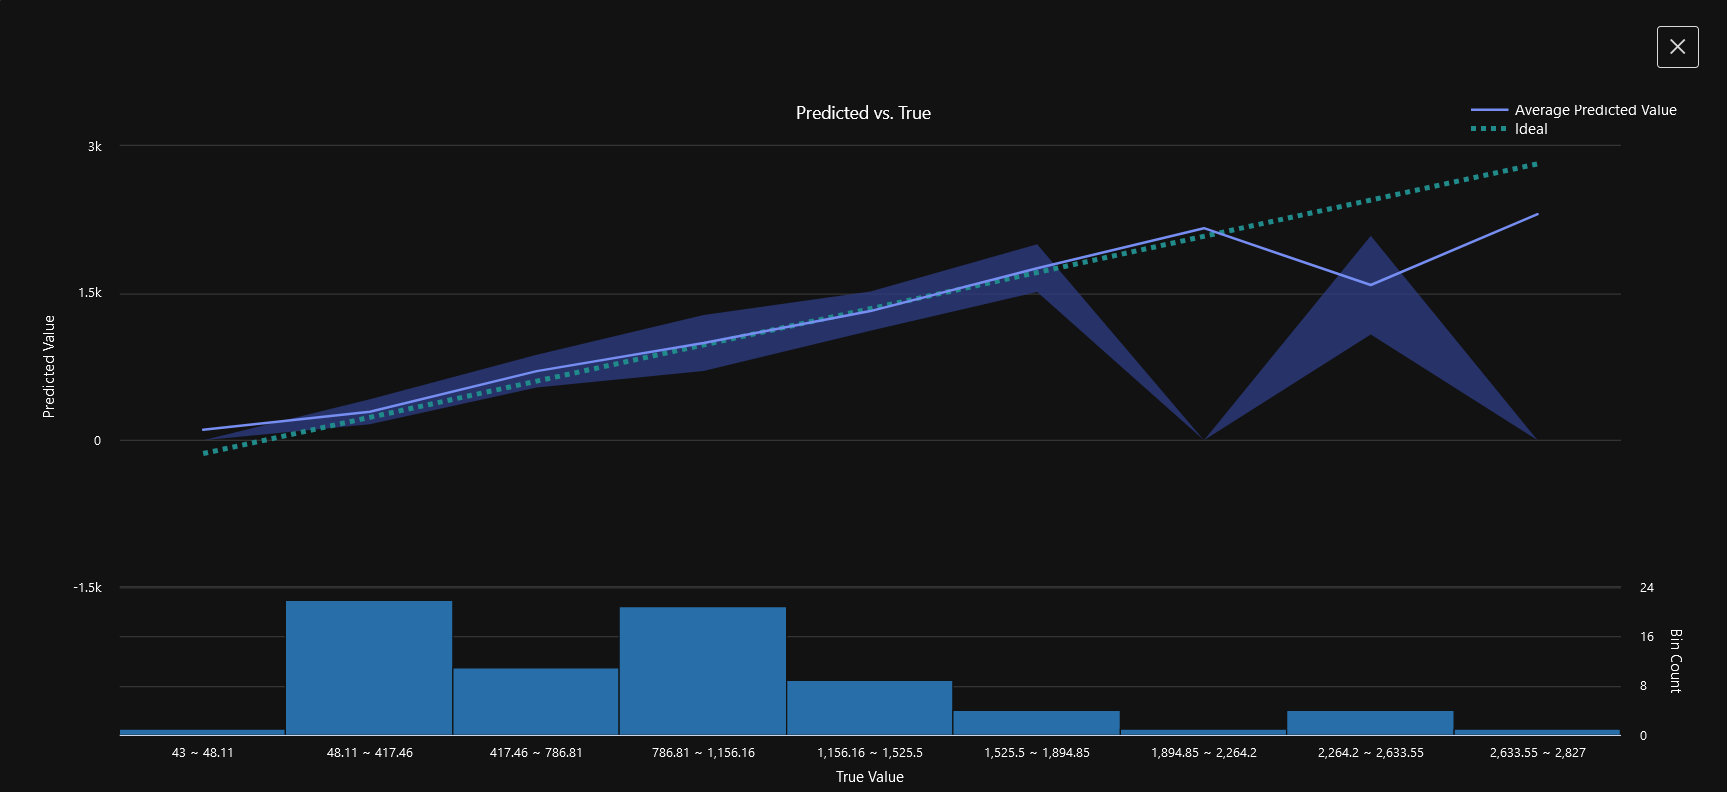 Predicted vs. True
Average Predicted Value
Ideal
3k
1.5k
0
-1.5k
Predicted Value
24
16
8
0
Bin Count
43 ~ 48.11
48.11 ~ 417.46
417.46 ~ 786.81
786.81 ~ 1,156.16
1,156.16 ~ 1,525.5
1,525.5 ~ 1,894.85
1,894.85 ~ 2,264.2
2,264.2 ~ 2,633.55
2,633.55 ~ 2,827
True Value